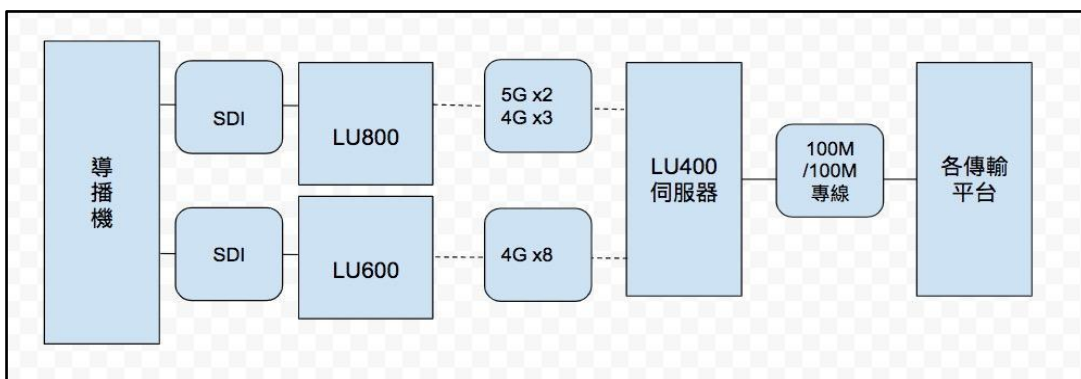 導
播
機
SDI
LU800
5G x2
4G x3
LU400
伺服器
100M
/100M
專線
各傳輸
平台
SDI
LU600
4G x8